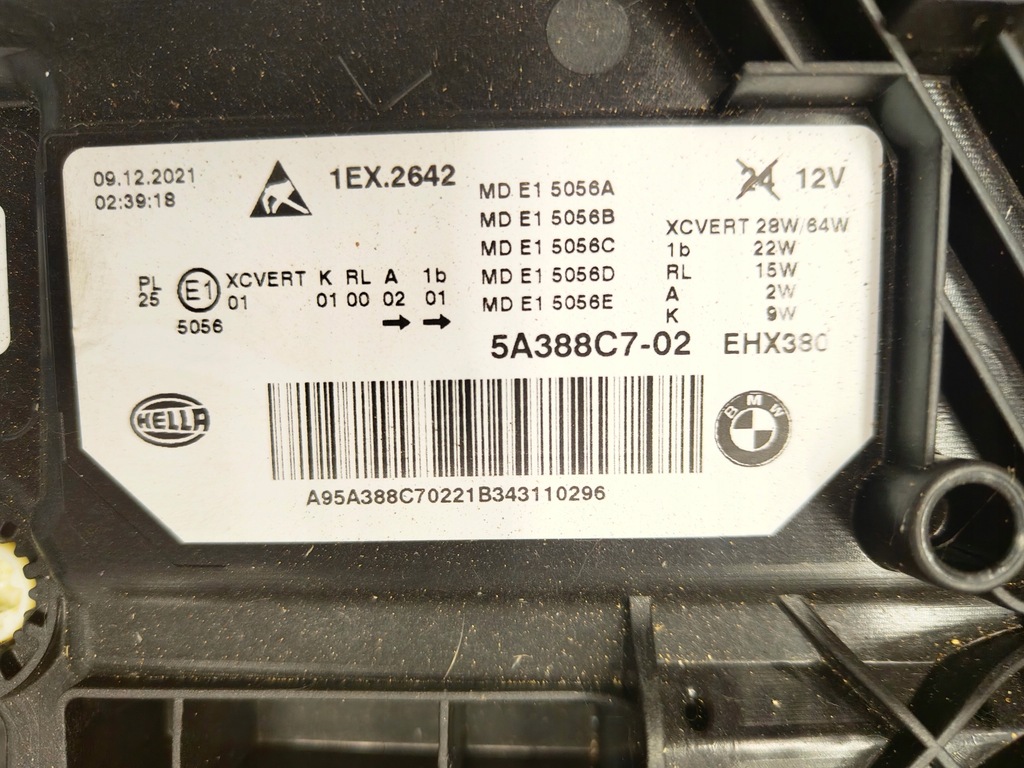 09.12.2021
02:39:18
1EX.2642
24 12V
MD E1 5056A
MD E1 5056B
MD E1 5056C
MD E1 5056D
MD E1 5056E
XCVERT 28W/64W
1b 22W
RL 15W
A 2W
K 9W
PL
25
E1
5056
XCVERT K RL A 1b
01 01 00 02 01
5A388C7-02 EHX380
HELLA
BMW
A95A388C70221B343110296